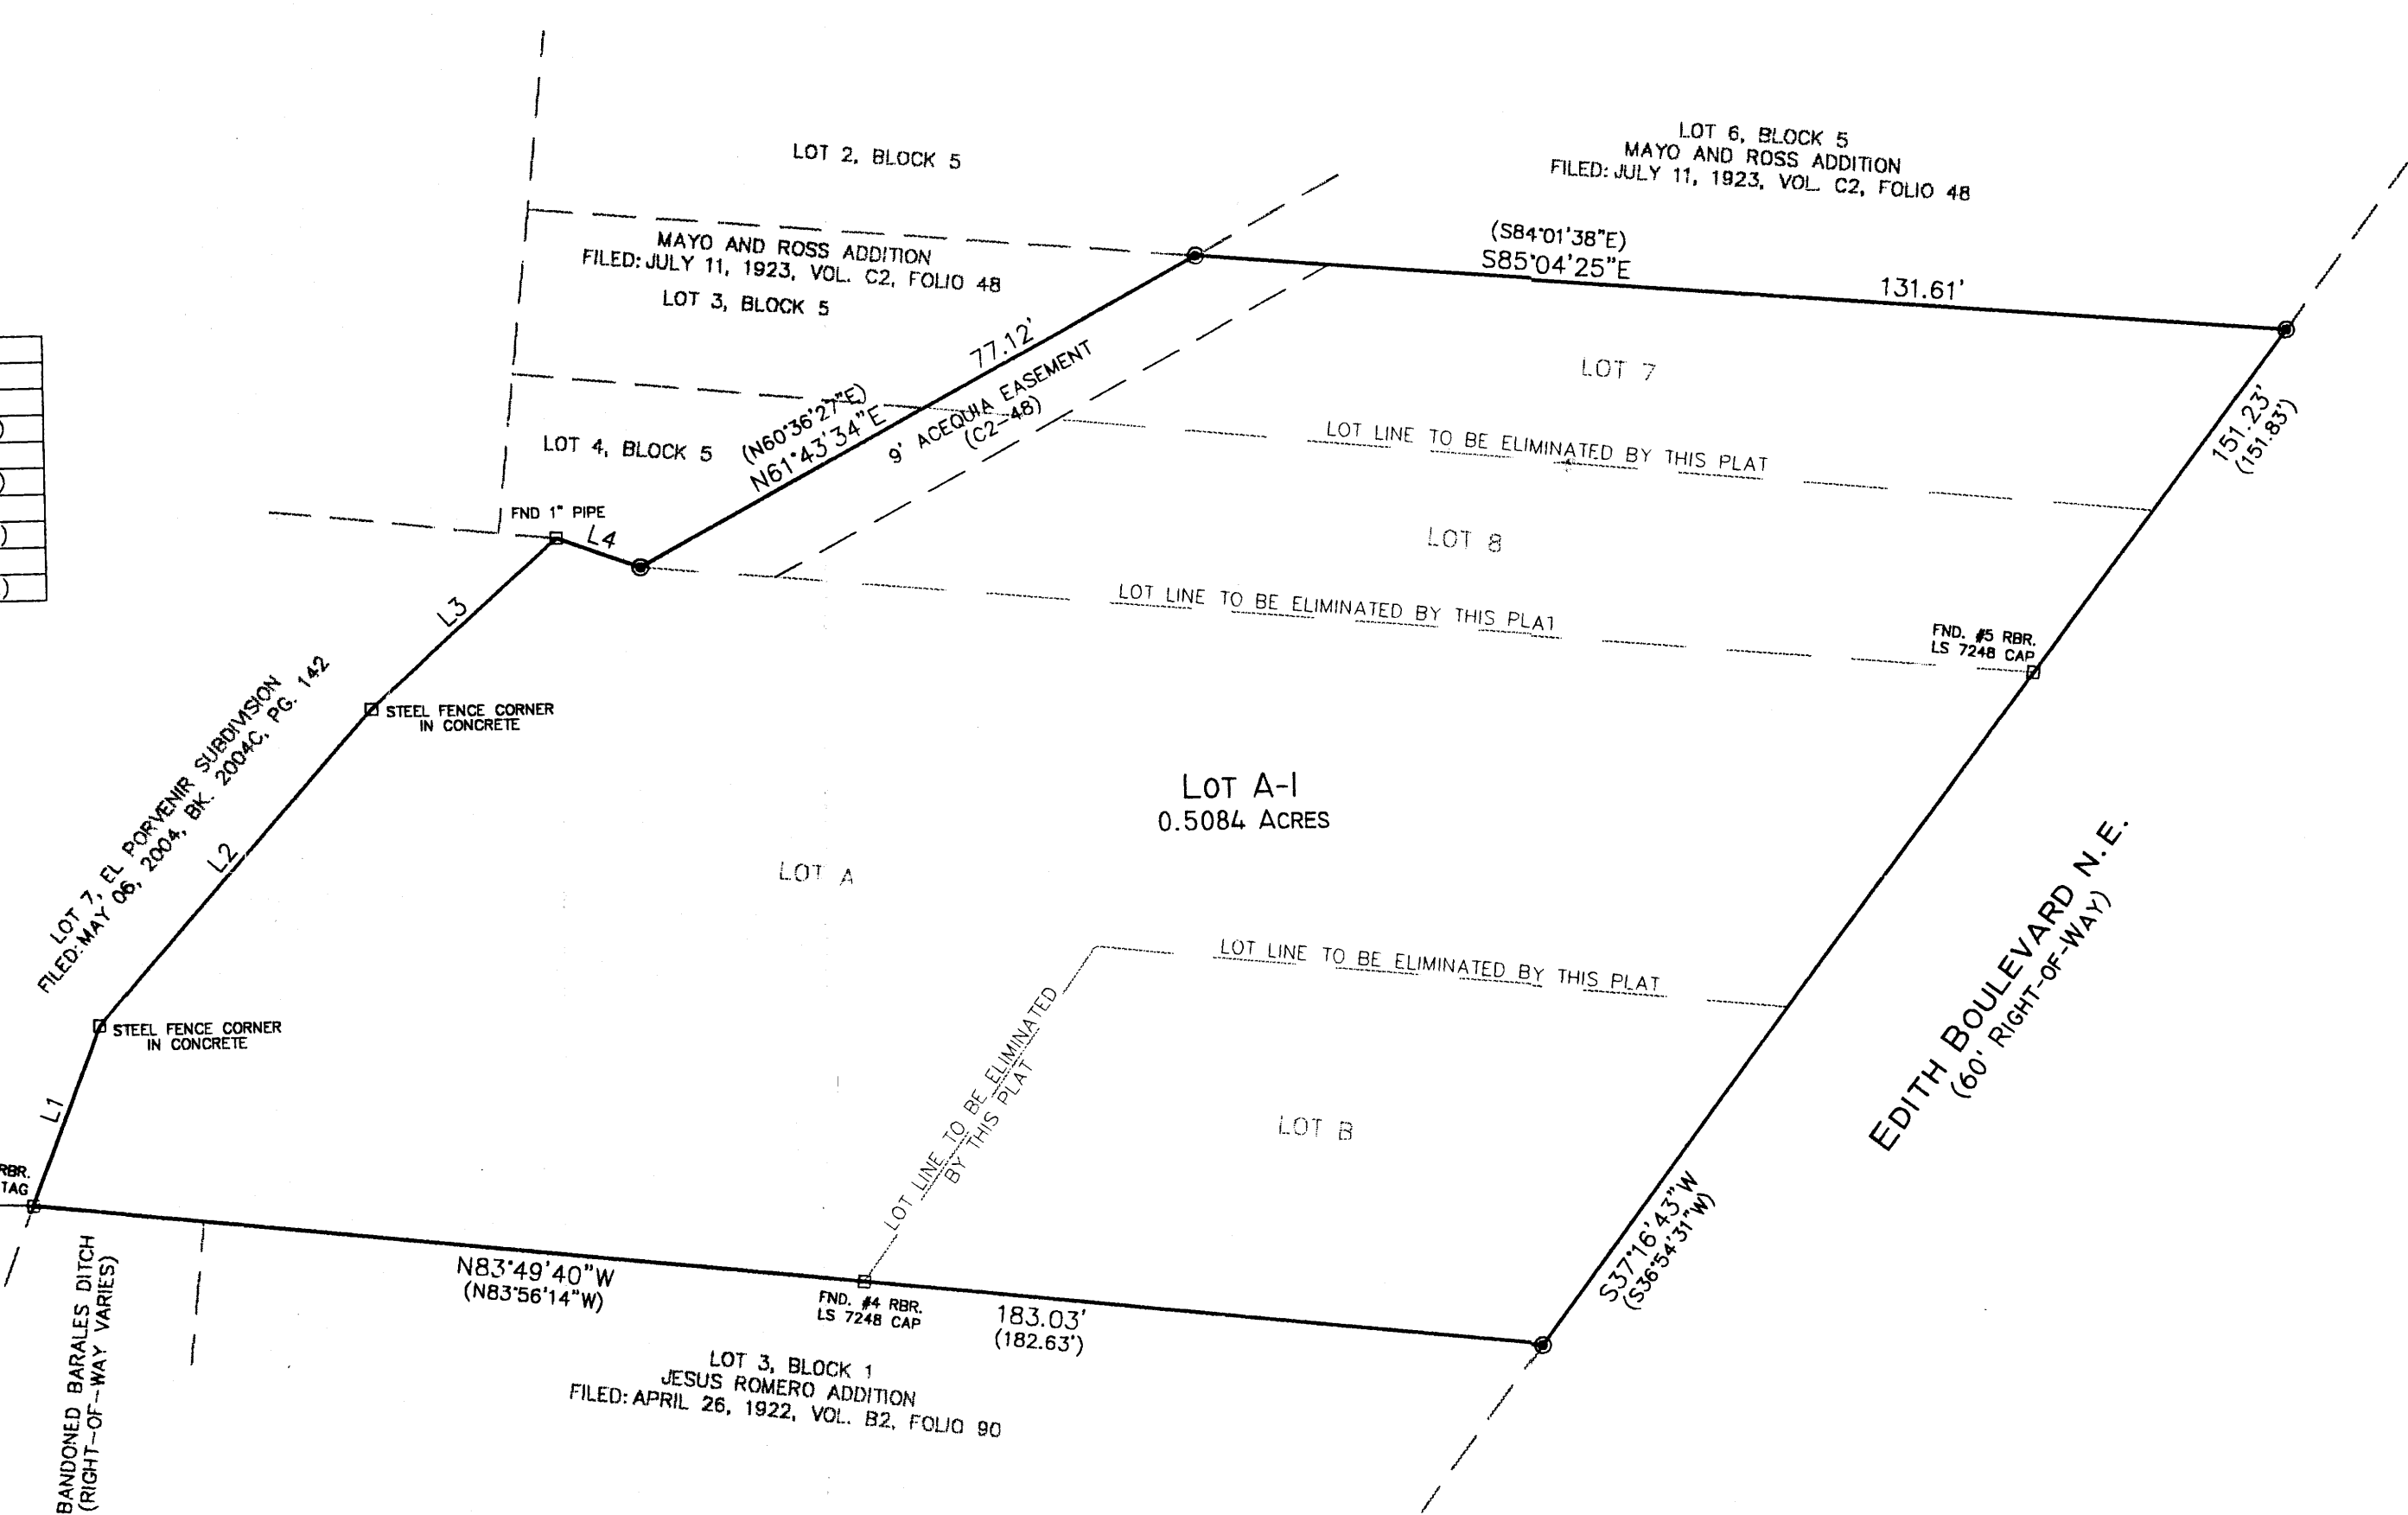 LOT 2, BLOCK 5
LOT 6, BLOCK 5
MAYO AND ROSS ADDITION
FILED: JULY 11, 1923, VOL. C2, FOLIO 48
MAYO AND ROSS ADDITION
FILED: JULY 11, 1923, VOL. C2, FOLIO 48
LOT 3, BLOCK 5
(S84°01'38"E)
S85°04'25"E
131.61'
77.12'
(N60°36'27"E)
N61°43'34"E
9' ACEQUIA EASEMENT
(C2-48)
LOT 4, BLOCK 5
LOT 7
151.23'
(151.83')
LOT LINE TO BE ELIMINATED BY THIS PLAT
FND 1" PIPE
L4
LOT 8
LOT LINE TO BE ELIMINATED BY THIS PLAT
L3
FND. #5 RBR.
LS 7248 CAP
STEEL FENCE CORNER
IN CONCRETE
LOT 7, EL PORVENIR SUBDIVISION
FILED: MAY 06, 2004, BK. 2004C, PG. 142
L2
LOT A-1
0.5084 ACRES
LOT A
LOT LINE TO BE ELIMINATED BY THIS PLAT
EDITH BOULEVARD N.E.
(60' RIGHT-OF-WAY)
STEEL FENCE CORNER
IN CONCRETE
L1
LOT LINE TO BE ELIMINATED
BY THIS PLAT
LOT B
RBR.
TAG
S37°16'43"W
(S36°54'31"W)
N83°49'40"W
(N83°56'14"W)
FND. #4 RBR.
LS 7248 CAP
183.03'
(182.63')
BANDONED BARALES DITCH
(RIGHT-OF-WAY VARIES)
LOT 3, BLOCK 1
JESUS ROMERO ADDITION
FILED: APRIL 26, 1922, VOL. B2, FOLIO 90
)
)
)
)